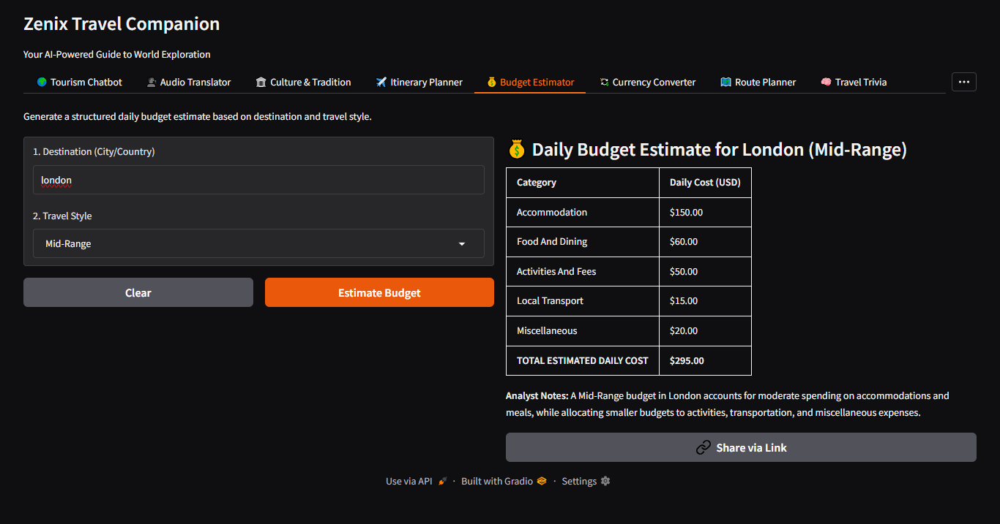 Zenix Travel Companion
Your AI-Powered Guide to World Exploration
Tourism Chatbot
Audio Translator
Culture & Tradition
Itinerary Planner
Budget Estimator
Currency Converter
Route Planner
Travel Trivia
Generate a structured daily budget estimate based on destination and travel style.
1. Destination (City/Country)
london
2. Travel Style
Mid-Range
Clear
Estimate Budget
Daily Budget Estimate for London (Mid-Range)
Category Daily Cost (USD)
Accommodation $150.00
Food And Dining $60.00
Activities And Fees $50.00
Local Transport $15.00
Miscellaneous $20.00
TOTAL ESTIMATED DAILY COST $295.00
Analyst Notes: A Mid-Range budget in London accounts for moderate spending on accommodations and
meals, while allocating smaller budgets to activities, transportation, and miscellaneous expenses.
Share via Link
Use via API · Built with Gradio · Settings